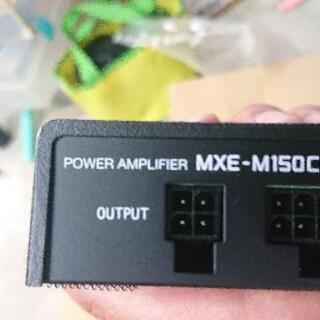 POWER AMPLIFIER MXE-M150C
OUTPUT